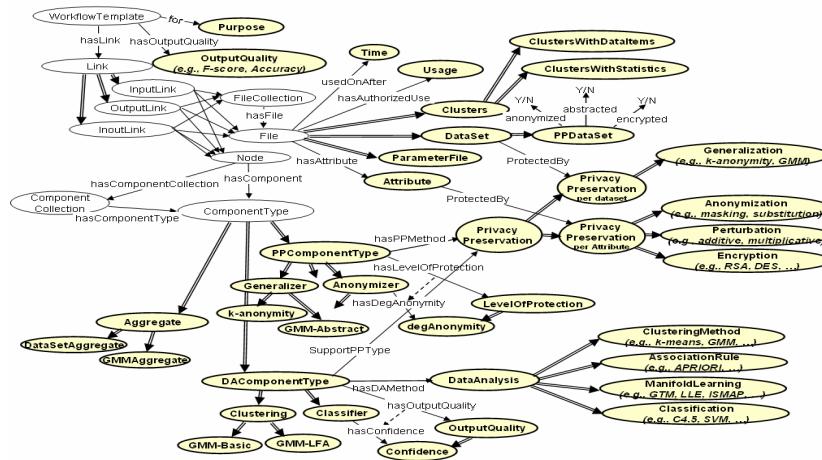 WorkflowTemplate
for
Purpose
hasLink
hasOutputQuality
OutputQuality
(e.g., F-score, Accuracy)
Link
InputLink
OutputLink
InoutLink
FileCollection
hasFile
File
Node
Time
usedOnAfter
Usage
hasAuthorizedUse
ClustersWithDataItems
ClustersWithStatistics
Clusters
Y/N
anonymized
Y/N
abstracted
Y/N
encrypted
DataSet
PPDataSet
ParameterFile
hasAttribute
Attribute
ProtectedBy
ProtectedBy
Privacy
Preservation
per dataset
Generalization
(e.g., k-anonymity, GMM)
hasComponentCollection
hasComponent
Component
Collection
hasComponentType
ComponentType
Privacy
Preservation
Privacy
Preservation
per Attribute
Anonymization
(e.g., masking, substitution)
Perturbation
(e.g., additive, multiplicative)
Encryption
(e.g., RSA, DES, ...)
hasPPMethod
PPComponentType
hasLevelOfProtection
Generalizer
Anonymizer
hasDegAnonymity
LevelOfProtection
k-anonymity
GMM-Abstract
degAnonymity
Aggregate
DataSetAggregate
GMMAggregate
SupportPPType
ClusteringMethod
(e.g., k-means, GMM, ...)
AssociationRule
(e.g., APRIORI, ...)
ManifoldLearning
(e.g., GTM, LLE, ISMAP, ...)
Classification
(e.g., C4.5, SVM, ...)
DAComponentType
hasDAMethod
DataAnalysis
Clustering
Classifier
hasOutputQuality
OutputQuality
hasConfidence
GMM-Basic
GMM-LFA
Confidence